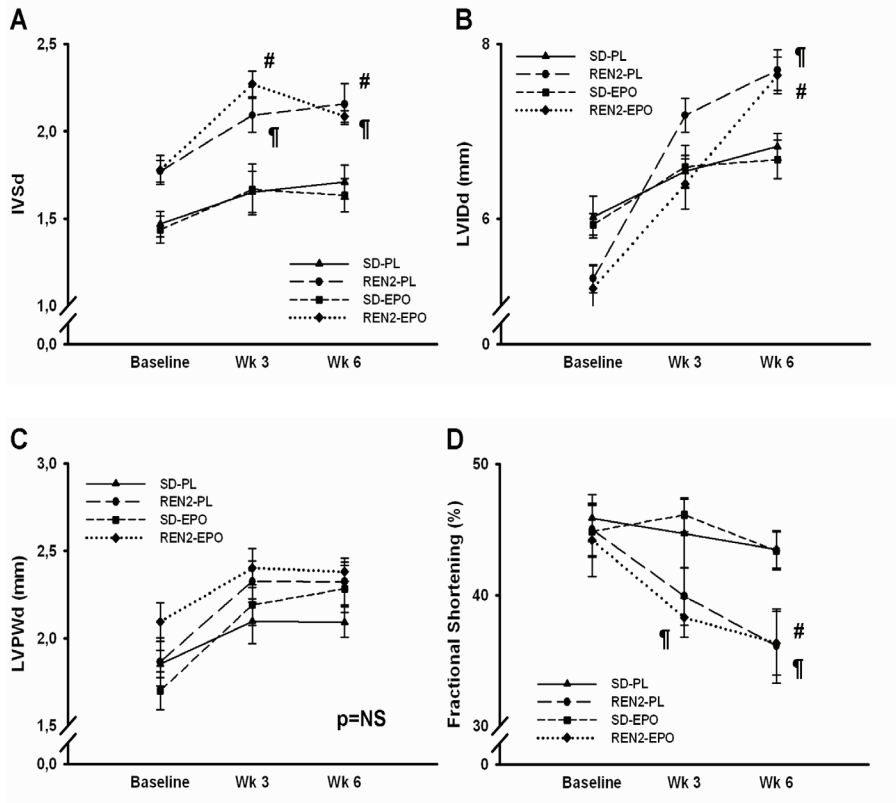 A
IVSd
2,5
#
#
2,0
¶
¶
1,5
SD-PL
REN2-PL
SD-EPO
REN2-EPO
1,0
0,0
Baseline Wk 3 Wk 6
B
LVIDd (mm)
8
SD-PL
REN2-PL
SD-EPO
REN2-EPO
¶
#
6
0
Baseline Wk 3 Wk 6
C
LVPWd (mm)
3,0
SD-PL
REN2-PL
SD-EPO
REN2-EPO
2,5
2,0
1,5
p=NS
0,0
Baseline Wk 3 Wk 6
D
Fractional Shortening (%)
50
40
¶
#
¶
SD-PL
REN2-PL
SD-EPO
REN2-EPO
30
0
Baseline Wk 3 Wk 6